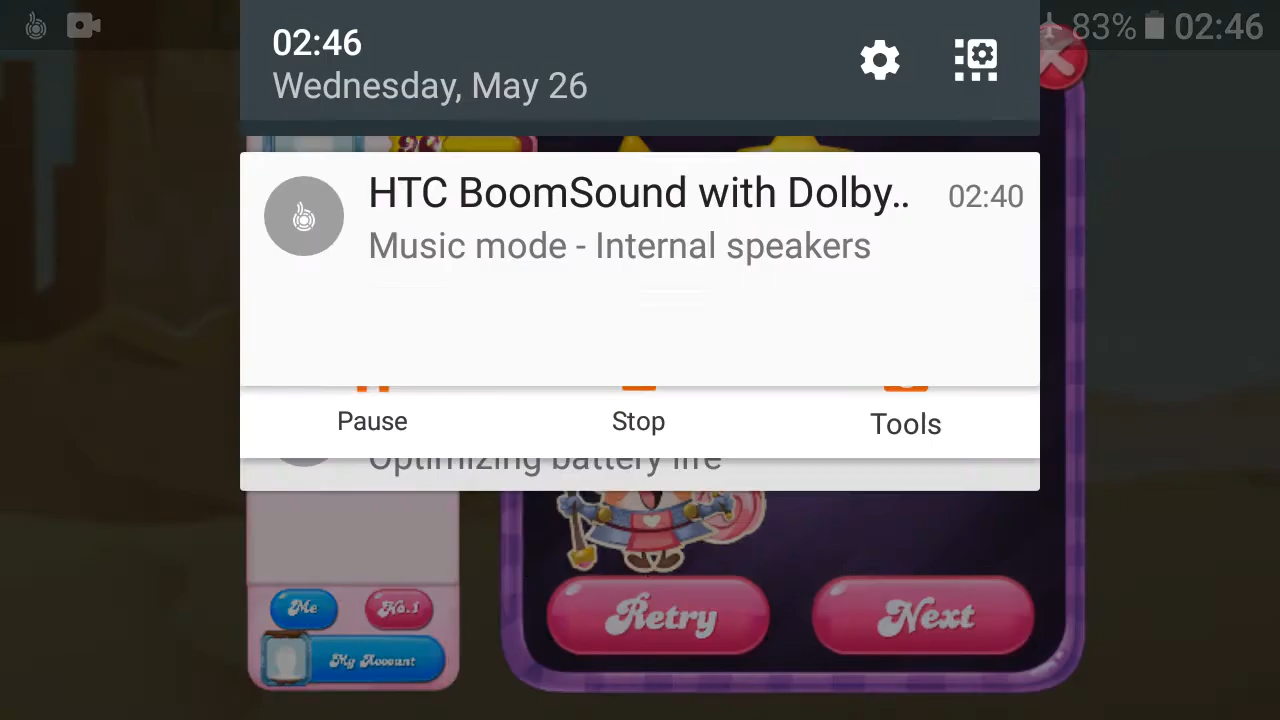 83% 02:46
02:46
Wednesday, May 26
HTC BoomSound with Dolby.. 02:40
Music mode - Internal speakers
Pause Stop Tools
Optimizing battery life
Me No.1
My Account
Retry Next